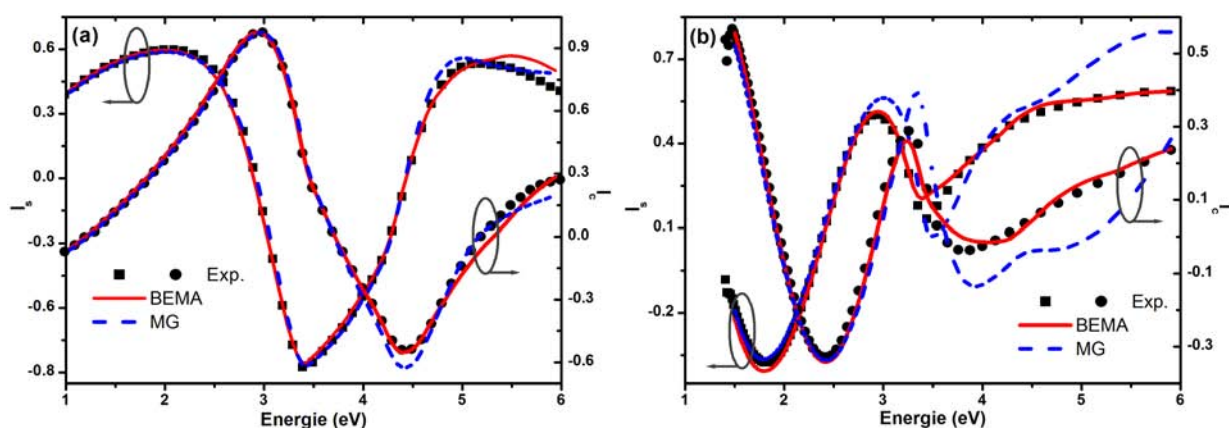 (a)
0.6
0.3
0.0
-0.3
-0.6
-0.8
I_s
0.9
0.6
0.3
0.0
-0.3
-0.6
I_c
Exp.
BEMA
MG
1 2 3 4 5 6
Energie (eV)
(b)
0.7
0.4
0.1
-0.2
I_s
0.5
0.3
0.1
-0.1
-0.3
I_c
Exp.
BEMA
MG
1 2 3 4 5 6
Energie (eV)